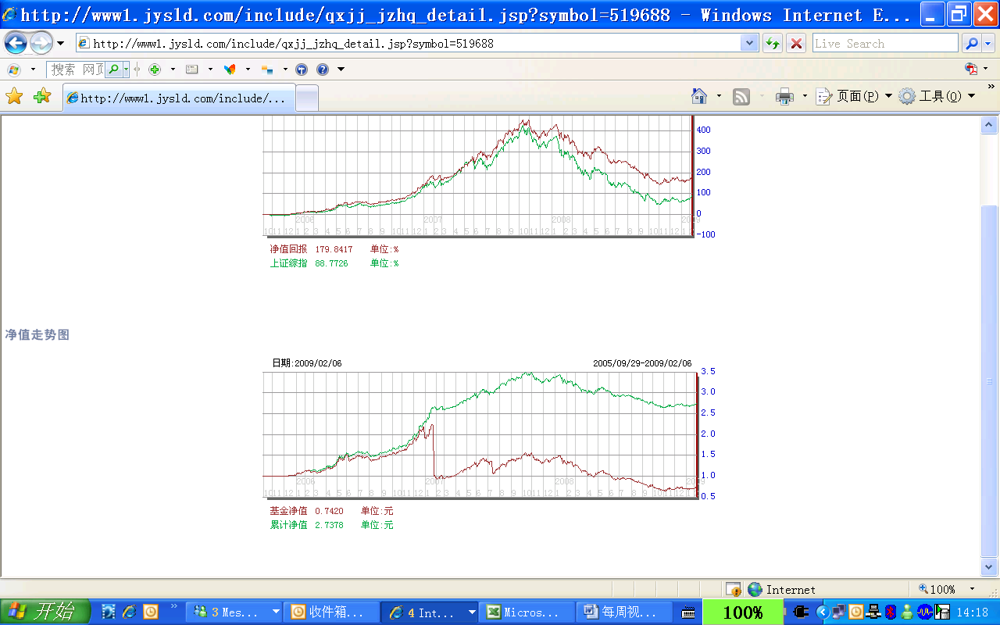 http://www1.jysld.com/include/qxjj_jzhq_detail.jsp?symbol=519688 - Windows Internet E...
http://www1.jysld.com/include/qxjj_jzhq_detail.jsp?symbol=519688
Live Search
搜索 网页
http://www1.jysld.com/include/...
页面(P)
工具(O)
400
300
200
100
0
-100
2006 2007 2008 2009
10 11 12 1 2 3 4 5 6 7 8 9 10 11 12 1 2 3 4 5 6 7 8 9 10 11 12 1 2 3 4 5 6 7 8 9 10 11 12 1
净值回报 179.8417 单位:%
上证综指 88.7726 单位:%
净值走势图
日期:2009/02/06 2005/09/29-2009/02/06
3.5
3.0
2.5
2.0
1.5
1.0
0.5
2006 2007 2008 2009
10 11 12 1 2 3 4 5 6 7 8 9 10 11 12 1 2 3 4 5 6 7 8 9 10 11 12 1 2 3 4 5 6 7 8 9 10 11 12 1
基金净值 0.7420 单位:元
累计净值 2.7378 单位:元
Internet
100%
开始
3 Mes...
收件箱...
4 Int...
Micros...
每周视...
100%
14:18